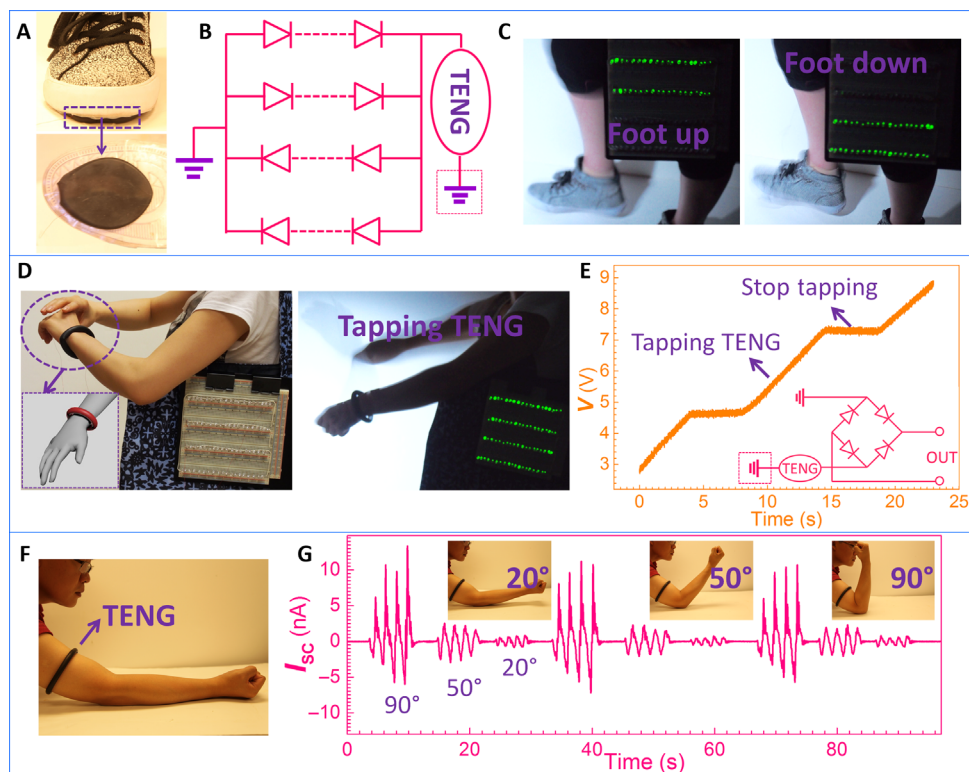 A
B
TENG
C
Foot up
Foot down
D
Tapping TENG
E
9
8
7
6
5
4
3
V (V)
Stop tapping
Tapping TENG
TENG
OUT
0
5
10
15
20
25
Time (s)
F
TENG
G
10
5
0
−5
−10
Isc (nA)
20°
50°
90°
90°
50°
20°
0
20
40
60
80
Time (s)